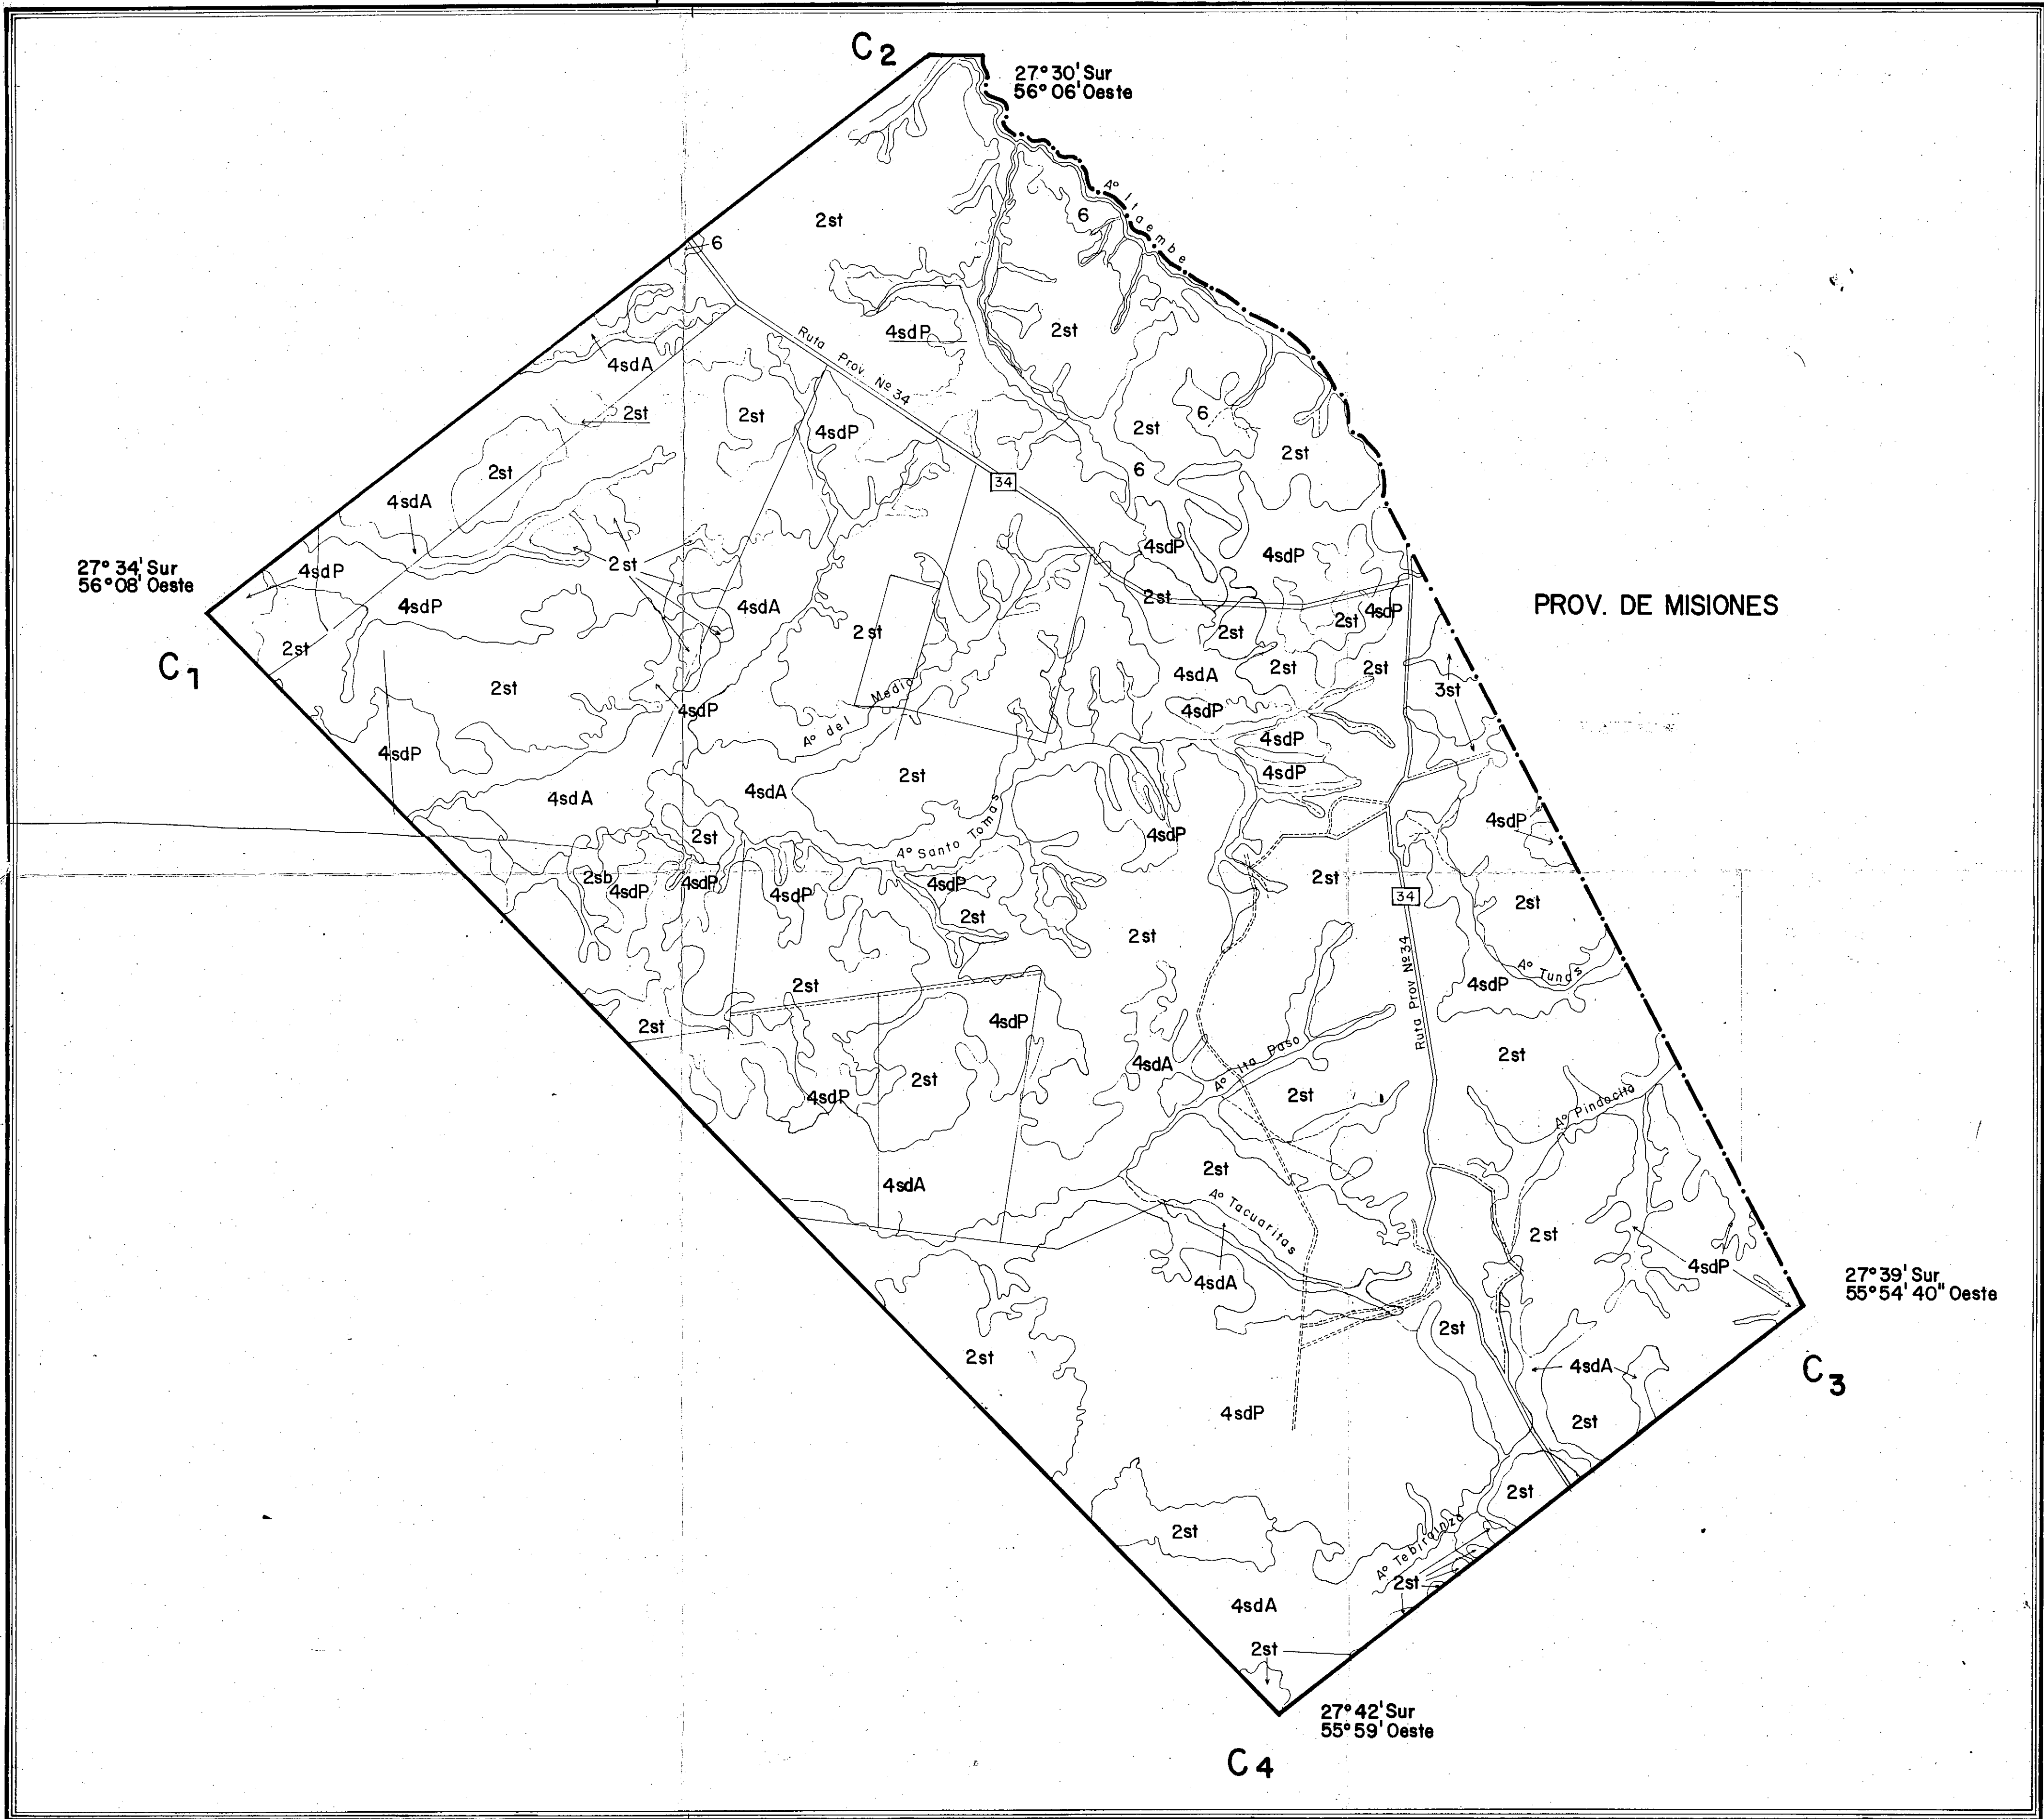 C2
27° 30' Sur
56° 06' Oeste
Aº Itaembe
6
2st
6
4sdP
2st
Ruta Prov. Nº 34
4sdA
2st
2st
4sdP
6
2st
2st
2st
6
34
4sdA
4sdP
4sdP
27° 34' Sur
56° 08' Oeste
4sdP
2st
4sdP
4sdA
2st
PROV. DE MISIONES
4sdP
2st
2st
2st
2st
C1
2st
4sdA
2st
2st
3st
Aº del Medio
4sdP
4sdP
4sdP
4sdP
2st
4sdP
4sdA
4sdA
4sdP
2st
Aº Santo Tomas
4sdP
2sb
4sdP
4sdP
4sdP
4sdP
2st
34
2st
2st
2st
Ruta Prov Nº 34
Aº Tunas
4sdP
2st
2st
4sdP
Aº Ita Paso
2st
4sdA
2st
4sdP
2st
Aº Pindocito
2st
4sdA
Aº Tacuaritas
2st
4sdP
4sdA
27° 39' Sur
55° 54' 40" Oeste
2st
2st
4sdA
C3
4sdP
2st
2st
2st
Aº Tebirainzo
2st
4sdA
2st
27° 42' Sur
55° 59' Oeste
C4